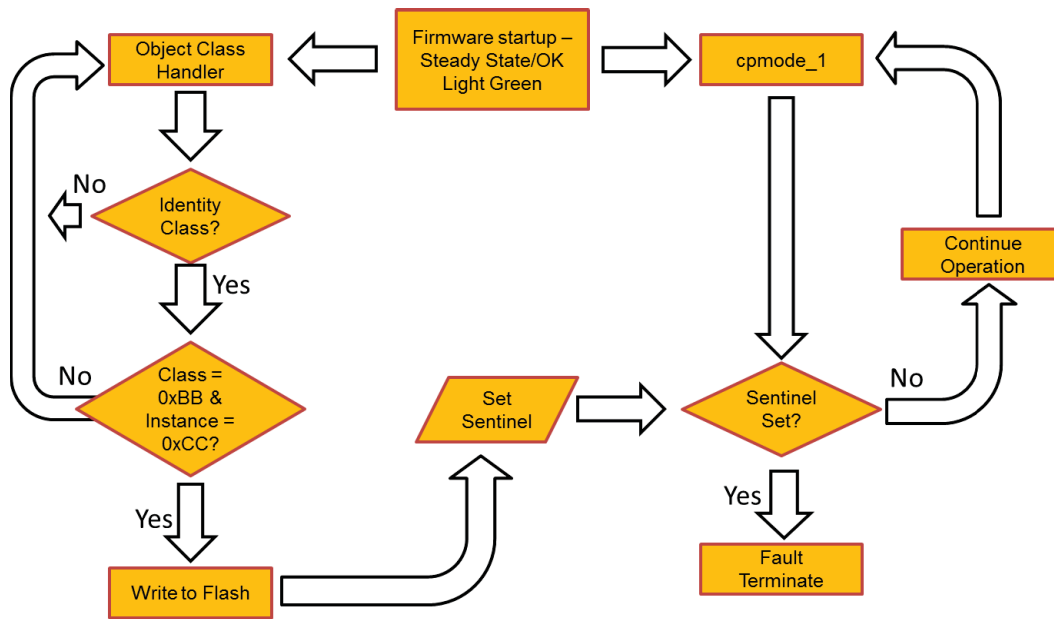 Object Class
Handler
Firmware startup –
Steady State/OK
Light Green
cpmode_1
No
Identity
Class?
Yes
Continue
Operation
No
Class =
0xBB &
Instance =
0xCC?
Set
Sentinel
Sentinel
Set?
No
Yes
Yes
Write to Flash
Fault
Terminate